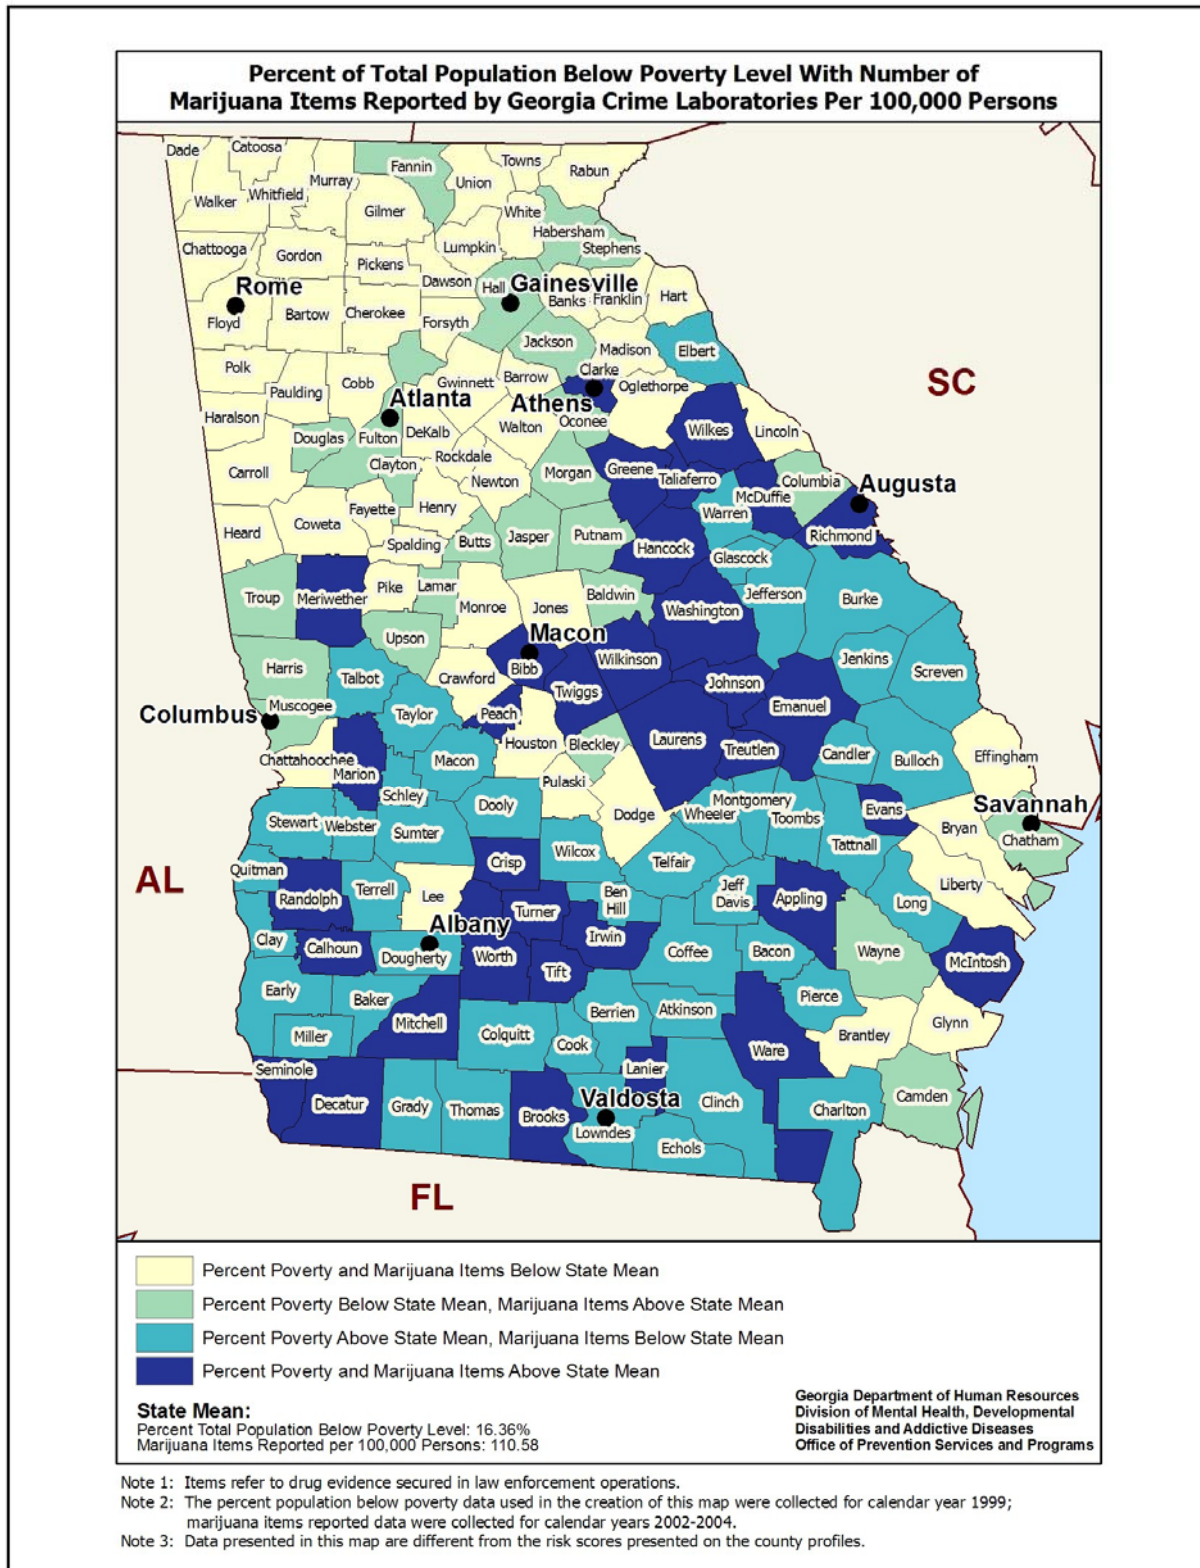 Percent of Total Population Below Poverty Level With Number of
Marijuana Items Reported by Georgia Crime Laboratories Per 100,000 Persons
Dade
Catoosa
Fannin
Towns
Rabun
Murray
Union
Walker
Whitfield
Gilmer
White
Habersham
Stephens
Chattooga
Gordon
Pickens
Lumpkin
Dawson
Hall
Gainesville
Banks
Franklin
Hart
Rome
Floyd
Bartow
Cherokee
Forsyth
Jackson
Madison
Elbert
Polk
Paulding
Cobb
Gwinnett
Barrow
Clarke
Oglethorpe
SC
Haralson
Atlanta
Athens
Walton
Oconee
Wilkes
Lincoln
Douglas
Fulton
DeKalb
Carroll
Clayton
Rockdale
Newton
Morgan
Greene
Taliaferro
McDuffie
Columbia
Augusta
Heard
Coweta
Fayette
Henry
Spalding
Butts
Jasper
Putnam
Hancock
Warren
Richmond
Glascock
Troup
Meriwether
Pike
Lamar
Monroe
Jones
Baldwin
Washington
Jefferson
Burke
Upson
Macon
Harris
Talbot
Crawford
Bibb
Wilkinson
Jenkins
Screven
Columbus
Muscogee
Taylor
Peach
Twiggs
Johnson
Emanuel
Chattahoochee
Marion
Macon
Houston
Bleckley
Laurens
Treutlen
Candler
Bulloch
Effingham
Schley
Dooly
Pulaski
Dodge
Wheeler
Montgomery
Toombs
Evans
Savannah
Stewart
Webster
Sumter
Bryan
Chatham
Quitman
Crisp
Wilcox
Telfair
Tattnall
AL
Randolph
Terrell
Lee
Ben
Hill
Jeff
Davis
Appling
Long
Liberty
Clay
Calhoun
Albany
Dougherty
Turner
Worth
Irwin
Tift
Coffee
Bacon
Wayne
McIntosh
Early
Baker
Mitchell
Berrien
Atkinson
Pierce
Miller
Colquitt
Cook
Ware
Brantley
Glynn
Seminole
Decatur
Grady
Thomas
Brooks
Lanier
Valdosta
Lowndes
Clinch
Charlton
Camden
Echols
FL
Percent Poverty and Marijuana Items Below State Mean
Percent Poverty Below State Mean, Marijuana Items Above State Mean
Percent Poverty Above State Mean, Marijuana Items Below State Mean
Percent Poverty and Marijuana Items Above State Mean
State Mean:
Percent Total Population Below Poverty Level: 16.36%
Marijuana Items Reported per 100,000 Persons: 110.58
Georgia Department of Human Resources
Division of Mental Health, Developmental
Disabilities and Addictive Diseases
Office of Prevention Services and Programs
Note 1: Items refer to drug evidence secured in law enforcement operations.
Note 2: The percent population below poverty data used in the creation of this map were collected for calendar year 1999;
marijuana items reported data were collected for calendar years 2002-2004.
Note 3: Data presented in this map are different from the risk scores presented on the county profiles.